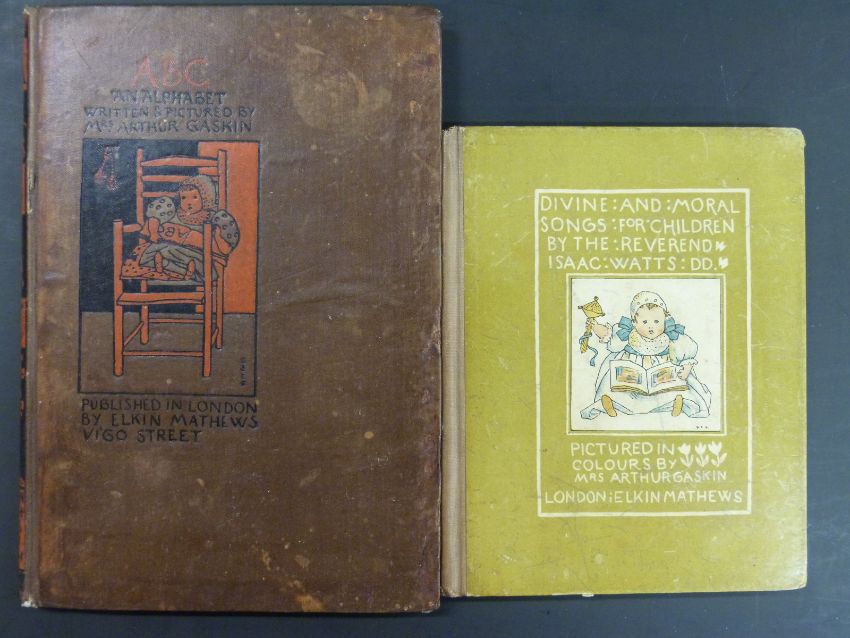 ABC
AN ALPHABET
WRITTEN & PICTURED BY
MRS ARTHUR GASKIN
ABC
PUBLISHED IN LONDON
BY ELKIN MATHEWS
VIGO STREET
DIVINE : AND : MORAL
SONGS : FOR CHILDREN
BY THE : REVEREND
ISAAC : WATTS : DD.
PICTURED IN
COLOURS BY
MRS ARTHUR GASKIN
LONDON : ELKIN MATHEWS